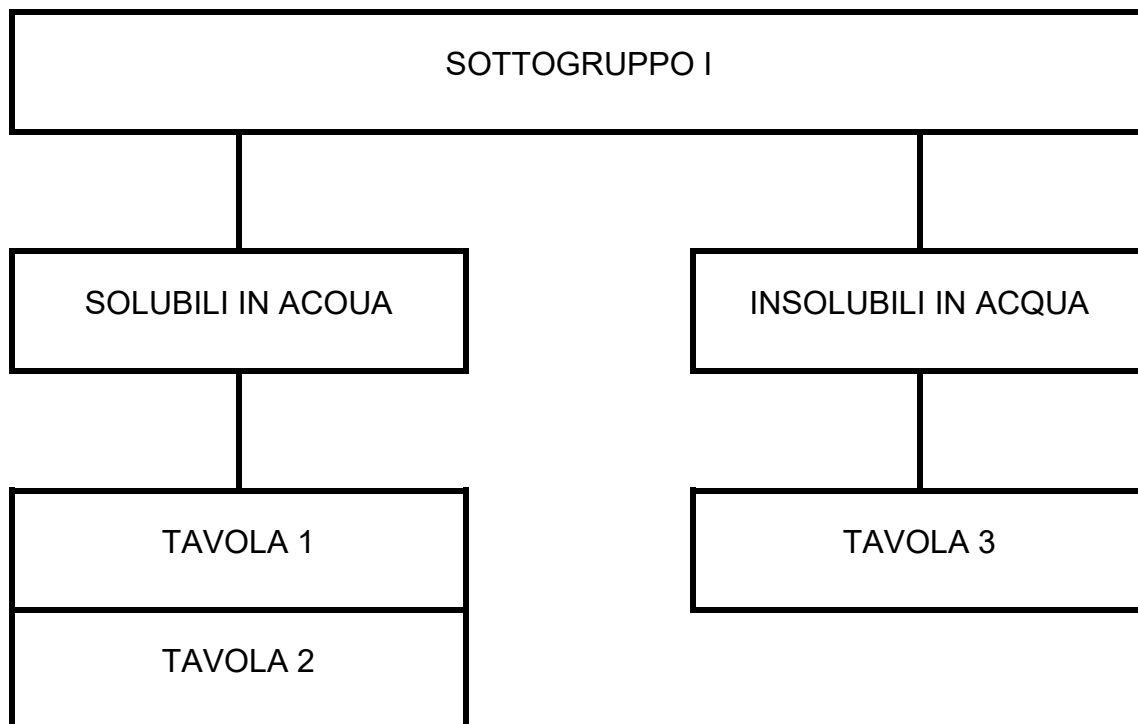 SOTTOGRUPPO I
SOLUBILI IN ACOUA
INSOLUBILI IN ACQUA
TAVOLA 1
TAVOLA 3
TAVOLA 2